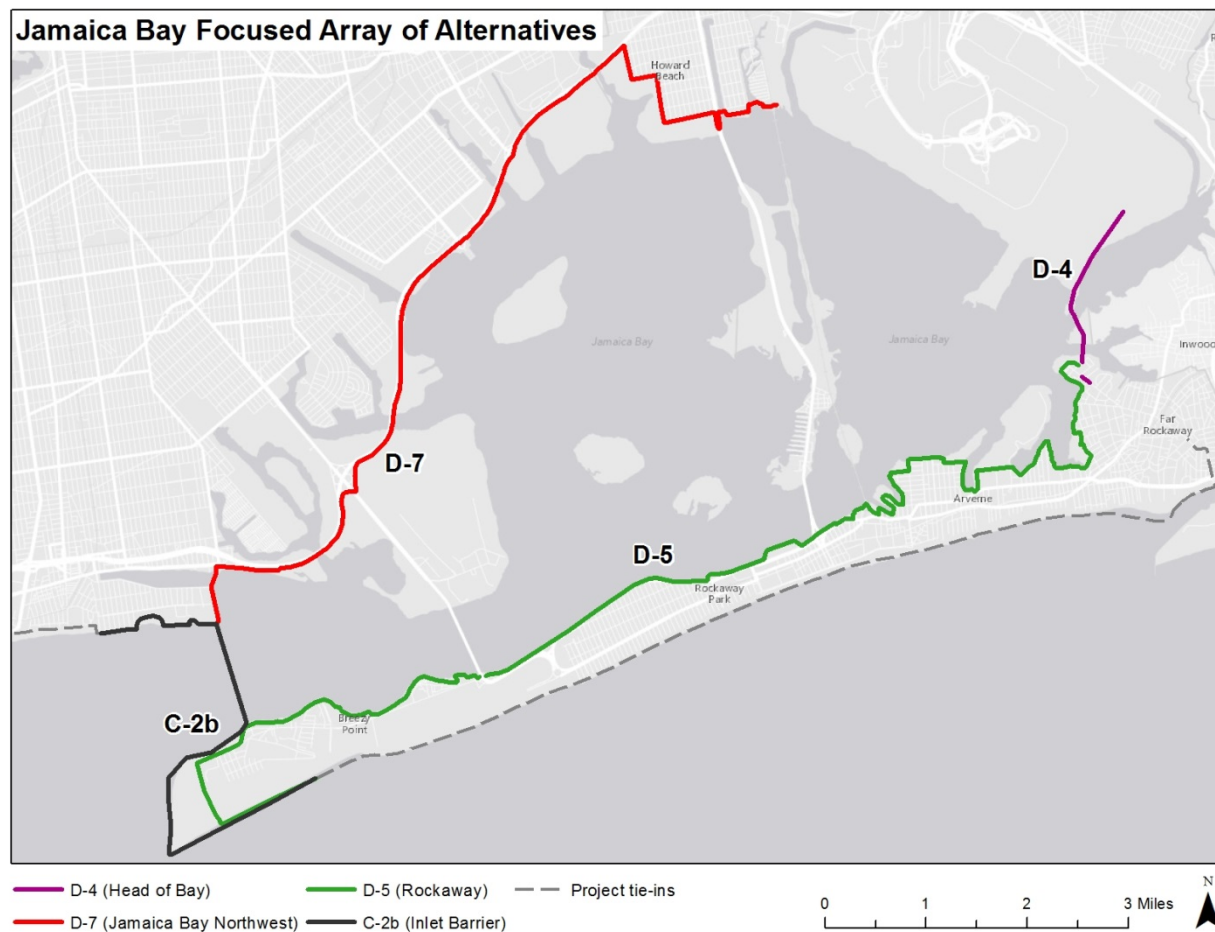 Jamaica Bay Focused Array of Alternatives
Howard
Beach
D-4
Jamaica Bay
Jamaica Bay
Inwood
Far
Rockaway
D-7
Arverne
D-5
Rockaway
Park
C-2b
Breezy
Point
D-4 (Head of Bay)
D-5 (Rockaway)
Project tie-ins
D-7 (Jamaica Bay Northwest)
C-2b (Inlet Barrier)
0 1 2 3 Miles
N